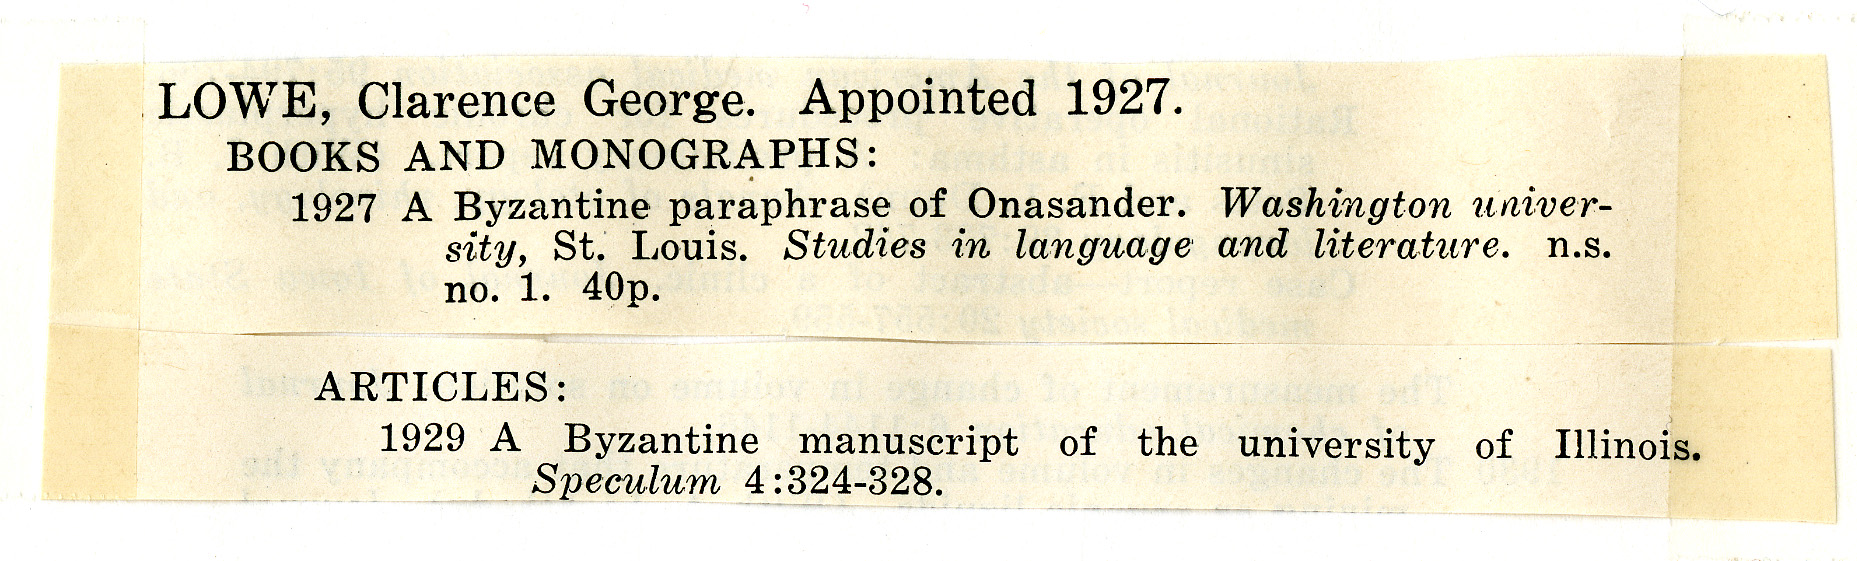 LOWE, Clarence George. Appointed 1927.
BOOKS AND MONOGRAPHS:
1927 A Byzantine paraphrase of Onasander. Washington univer-
sity, St. Louis. Studies in language and literature. n.s.
no. 1. 40p.
ARTICLES:
1929 A Byzantine manuscript of the university of Illinois.
Speculum 4:324-328.